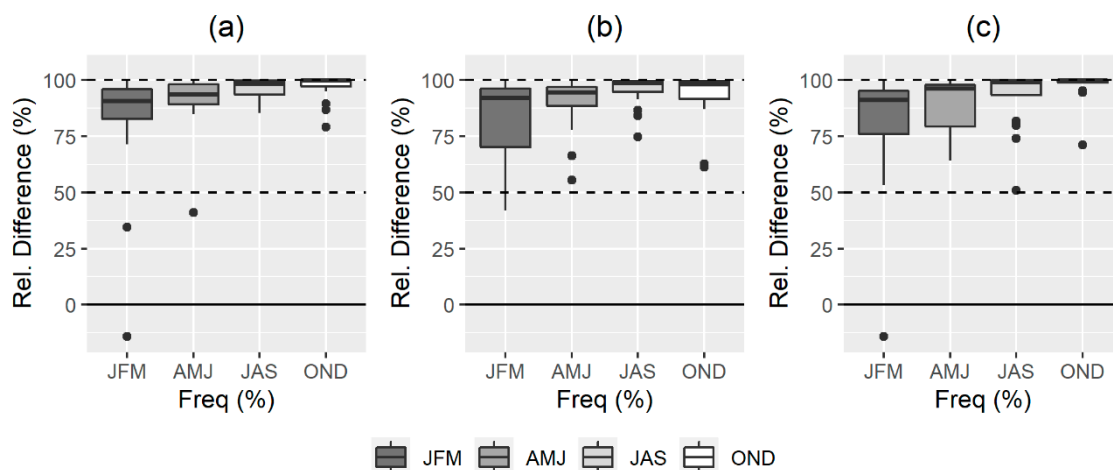 (a)
(b)
(c)
Rel. Difference (%)
100
75
50
25
0
JFM AMJ JAS OND
Freq (%)
Rel. Difference (%)
100
75
50
25
0
JFM AMJ JAS OND
Freq (%)
Rel. Difference (%)
100
75
50
25
0
JFM AMJ JAS OND
Freq (%)
JFM AMJ JAS OND